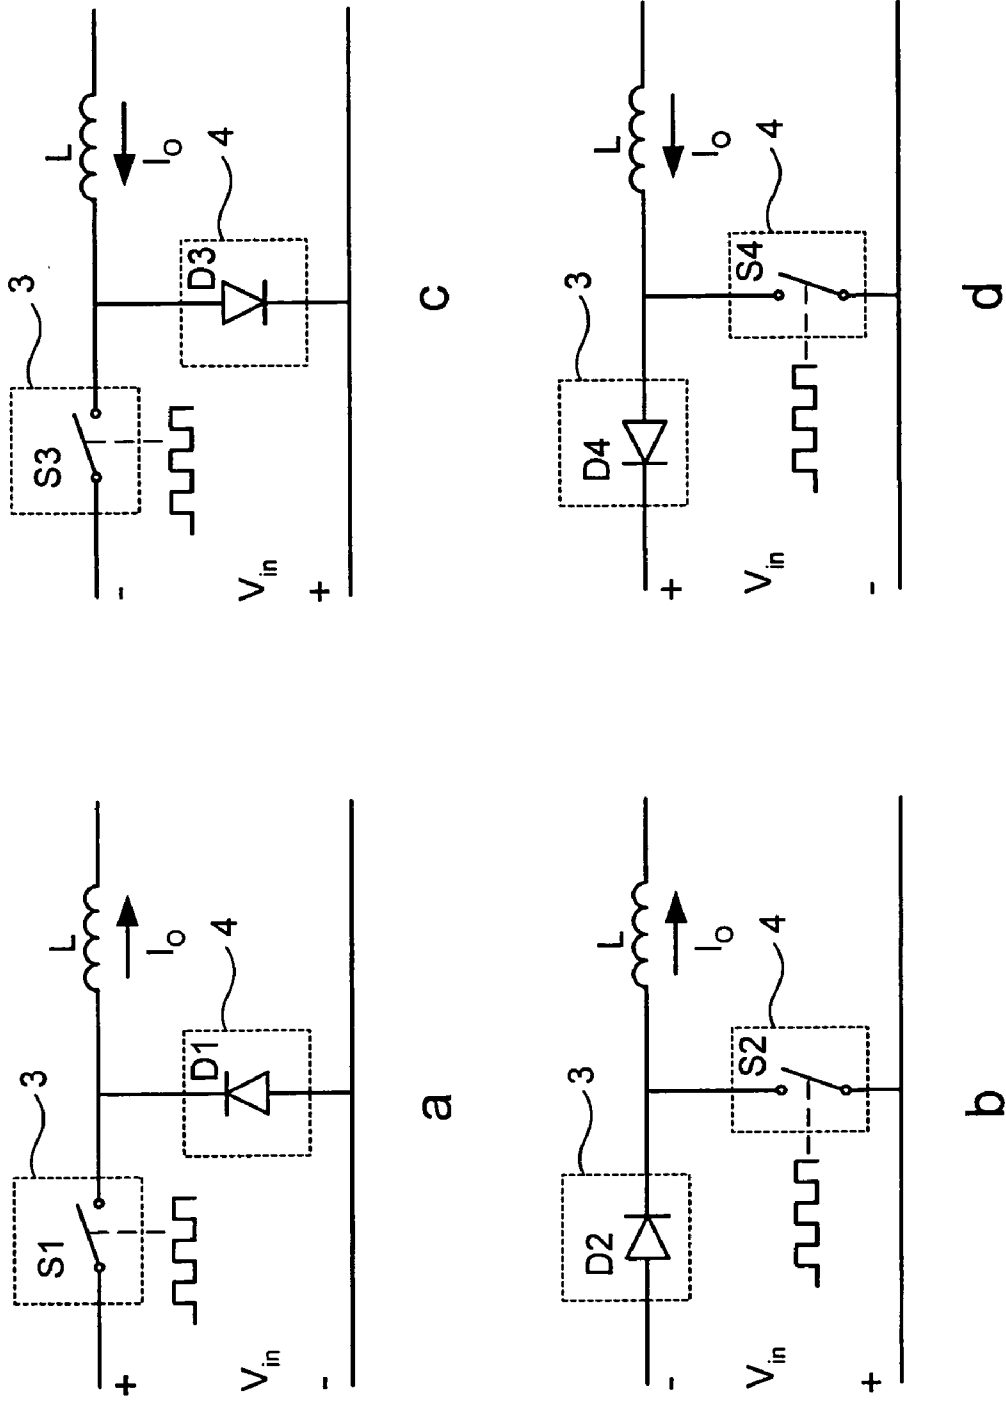 3
S1
L
+
I_o
4
D1
V_in
-
a
3
D2
L
-
I_o
4
S2
V_in
+
b
3
S3
L
-
I_o
4
D3
V_in
+
c
3
D4
L
+
I_o
4
S4
V_in
-
d